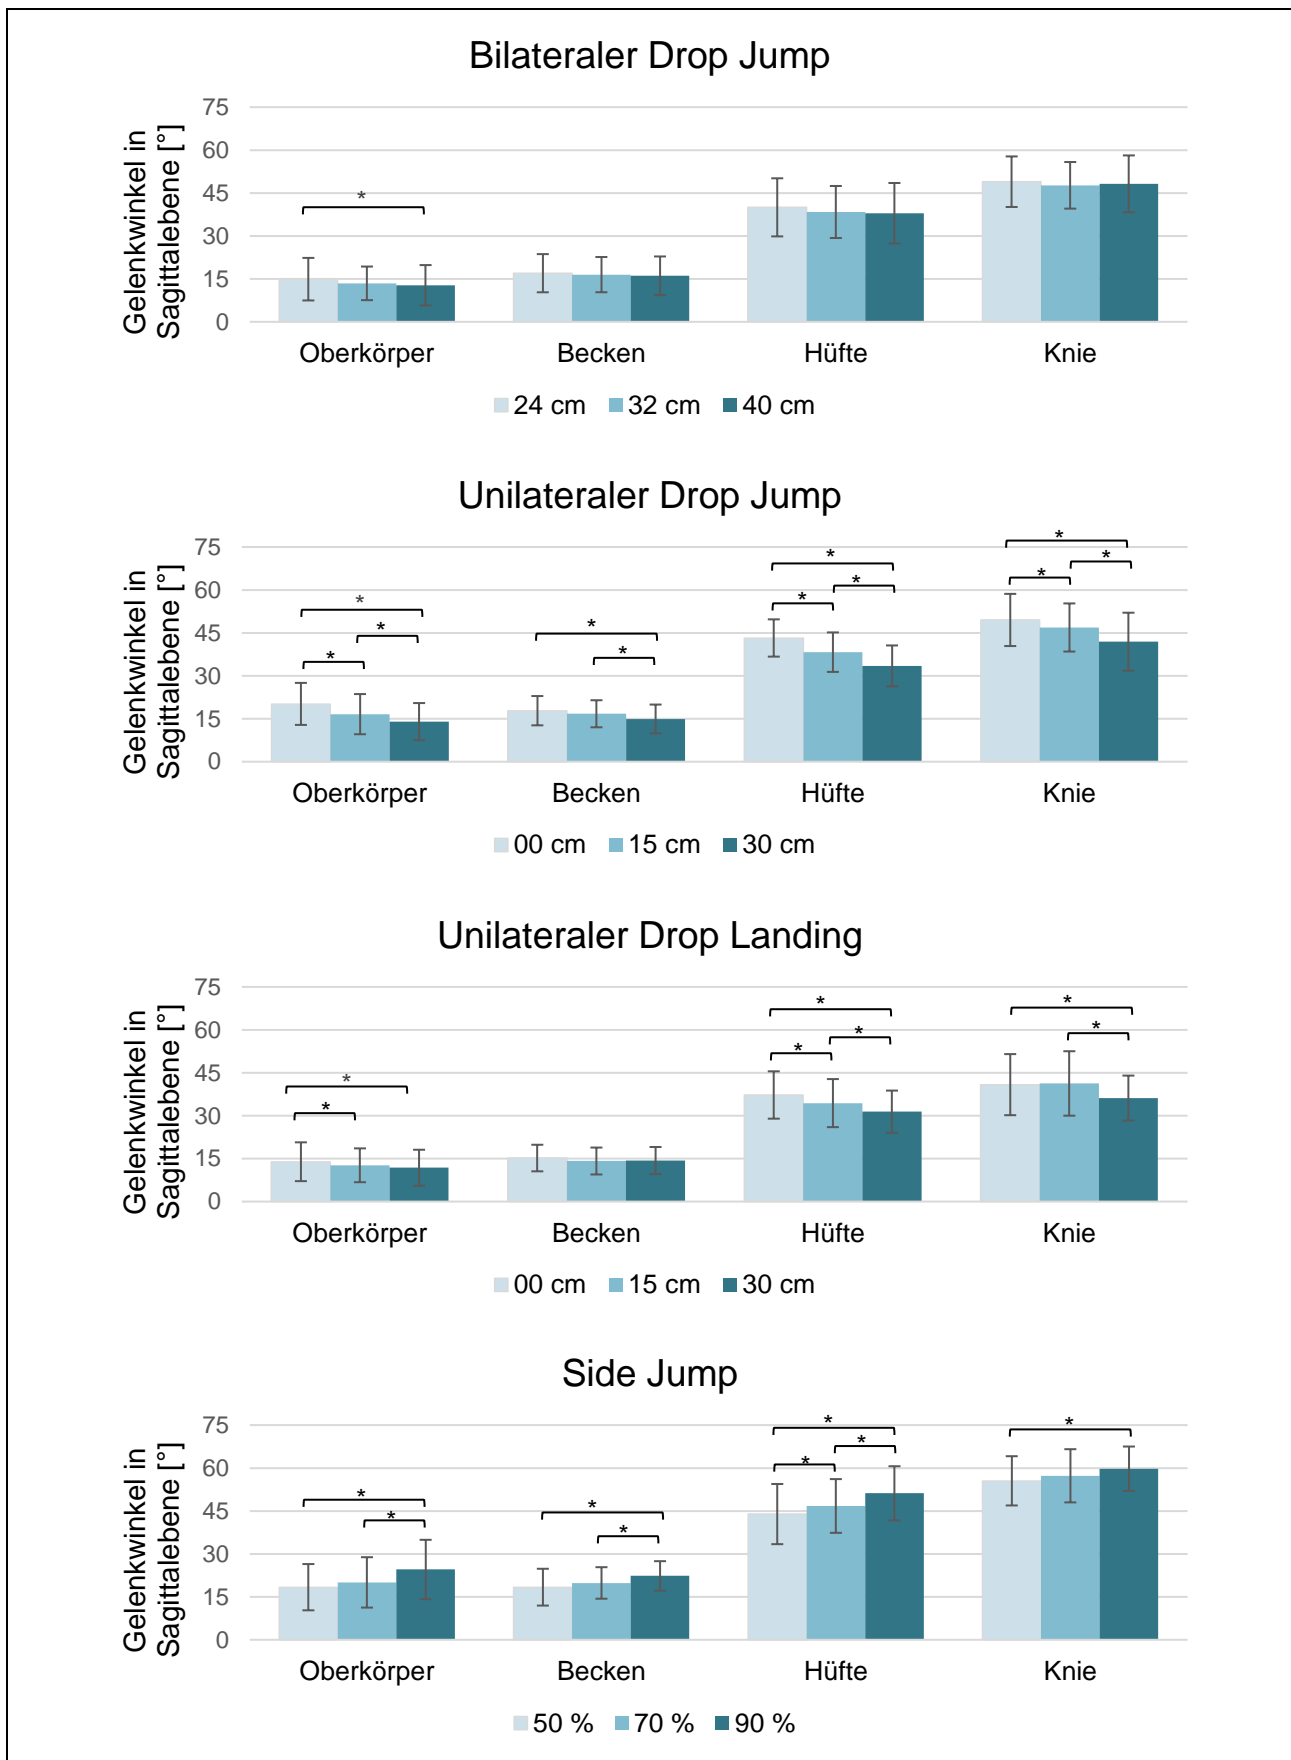 Bilateraler Drop Jump
Gelenkwinkel in
Sagittalebene [°]
75
60
45
30
15
0
*
Oberkörper Becken Hüfte Knie
24 cm 32 cm 40 cm
Unilateraler Drop Jump
Gelenkwinkel in
Sagittalebene [°]
75
60
45
30
15
0
* * *
* *
* * *
* * *
Oberkörper Becken Hüfte Knie
00 cm 15 cm 30 cm
Unilateraler Drop Landing
Gelenkwinkel in
Sagittalebene [°]
75
60
45
30
15
0
* *
* * *
* *
Oberkörper Becken Hüfte Knie
00 cm 15 cm 30 cm
Side Jump
Gelenkwinkel in
Sagittalebene [°]
75
60
45
30
15
0
* *
* *
* * *
*
Oberkörper Becken Hüfte Knie
50 % 70 % 90 %